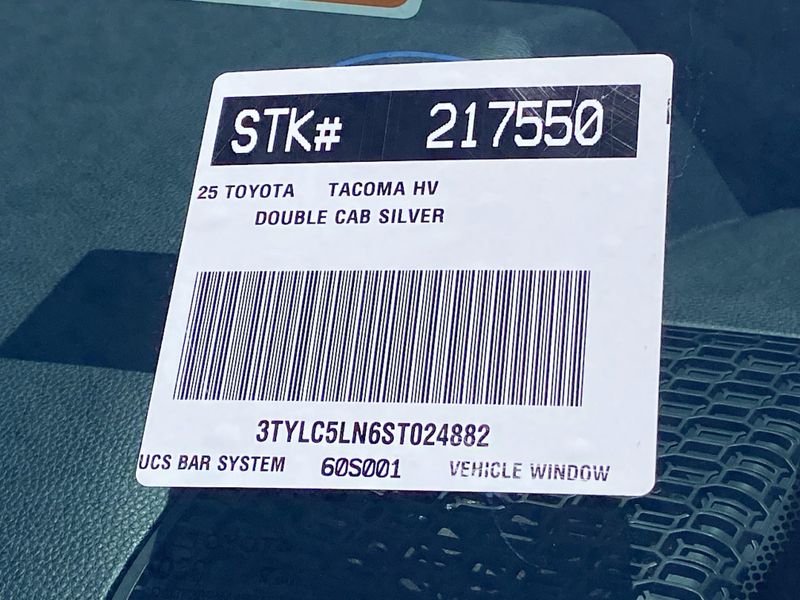 STK# 217550
25 TOYOTA TACOMA HV
DOUBLE CAB SILVER
3TYLC5LN6ST024882
UCS BAR SYSTEM 60S001 VEHICLE WINDOW